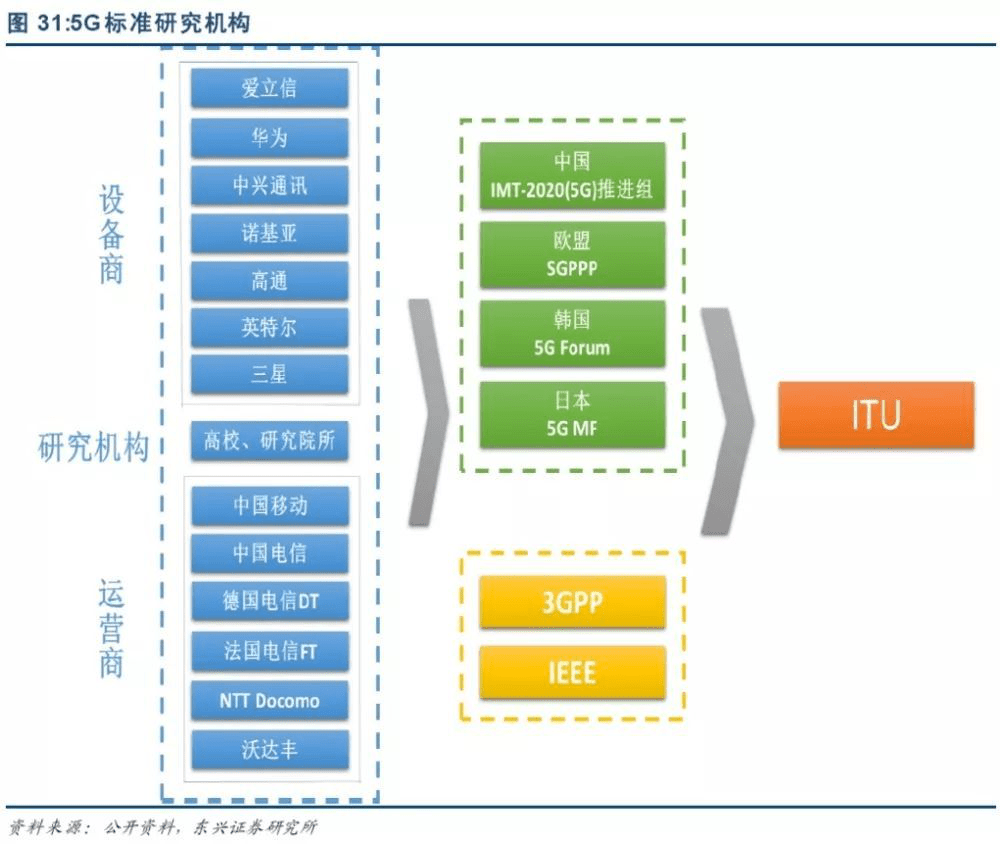 图 31:5G标准研究机构
设备商
爱立信
华为
中兴通讯
诺基亚
高通
英特尔
三星
研究机构
高校、研究院所
运营商
中国移动
中国电信
德国电信DT
法国电信FT
NTT Docomo
沃达丰
中国
IMT-2020(5G)推进组
欧盟
5GPPP
韩国
5G Forum
日本
5G MF
3GPP
IEEE
ITU
资料来源：公开资料，东兴证券研究所